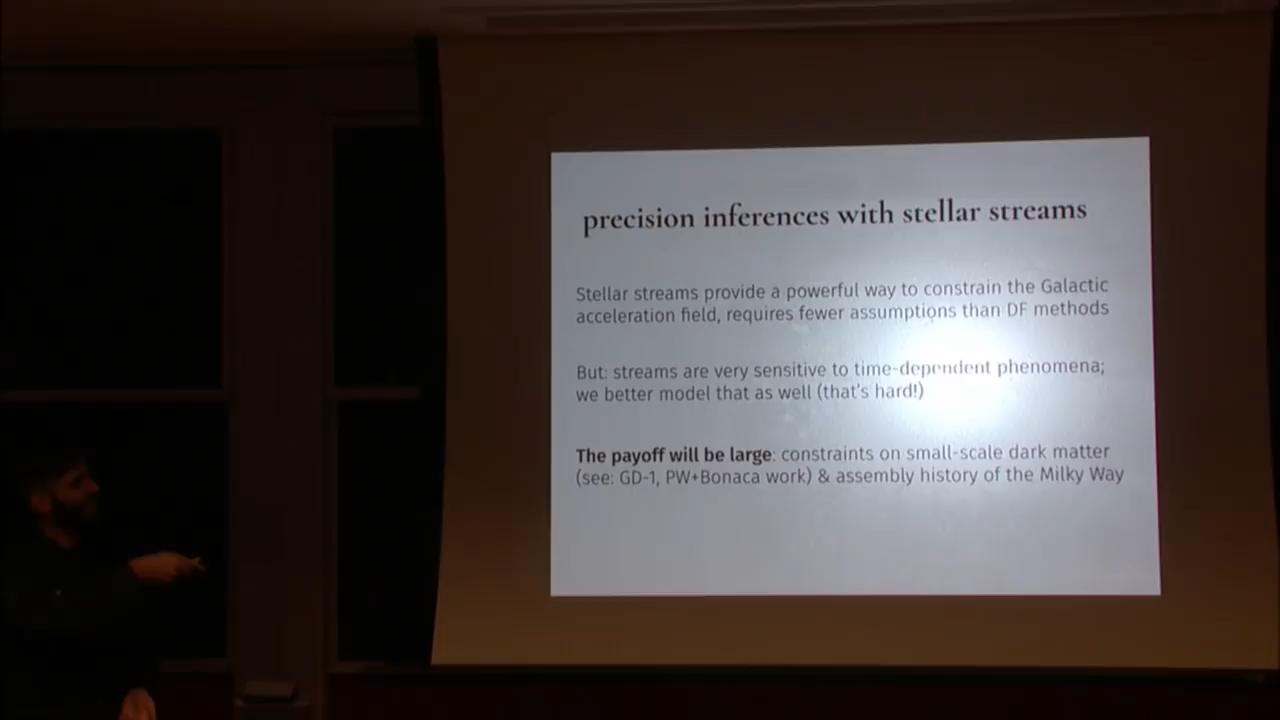 precision inferences with stellar streams
Stellar streams provide a powerful way to constrain the Galactic
acceleration field, requires fewer assumptions than DF methods
But: streams are very sensitive to time-dependent phenomena;
we better model that as well (that's hard!)
The payoff will be large: constraints on small-scale dark matter
(see: GD-1, PW+Bonaca work) & assembly history of the Milky Way